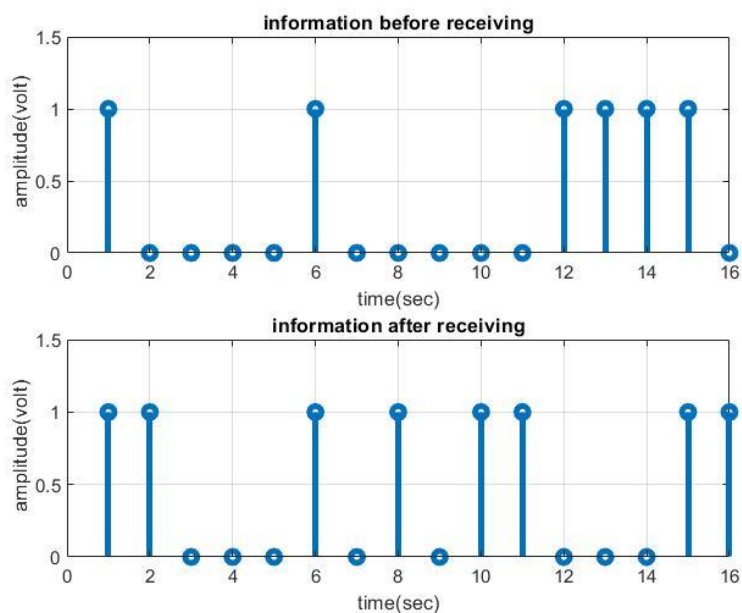 information before receiving
1.5
1
0.5
0
amplitude(volt)
0 2 4 6 8 10 12 14 16
time(sec)
information after receiving
1.5
1
0.5
0
amplitude(volt)
0 2 4 6 8 10 12 14 16
time(sec)